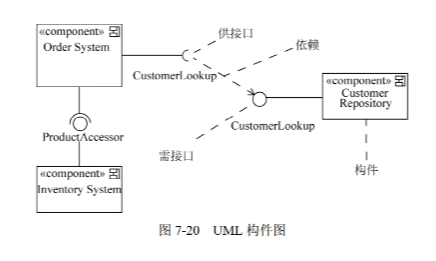 «component»
Order System
供接口
依赖
CustomerLookup
«component»
Customer
Repository
CustomerLookup
ProductAccessor
需接口
构件
«component»
Inventory System
图 7-20 UML 构件图